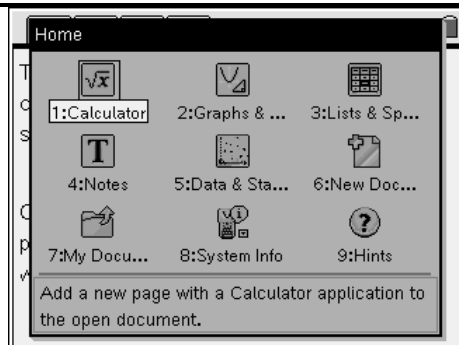 Home
1:Calculator 2:Graphs & ... 3:Lists & Sp...
4:Notes 5:Data & Sta... 6:New Doc...
7:My Docu... 8:System Info 9:Hints
Add a new page with a Calculator application to
the open document.